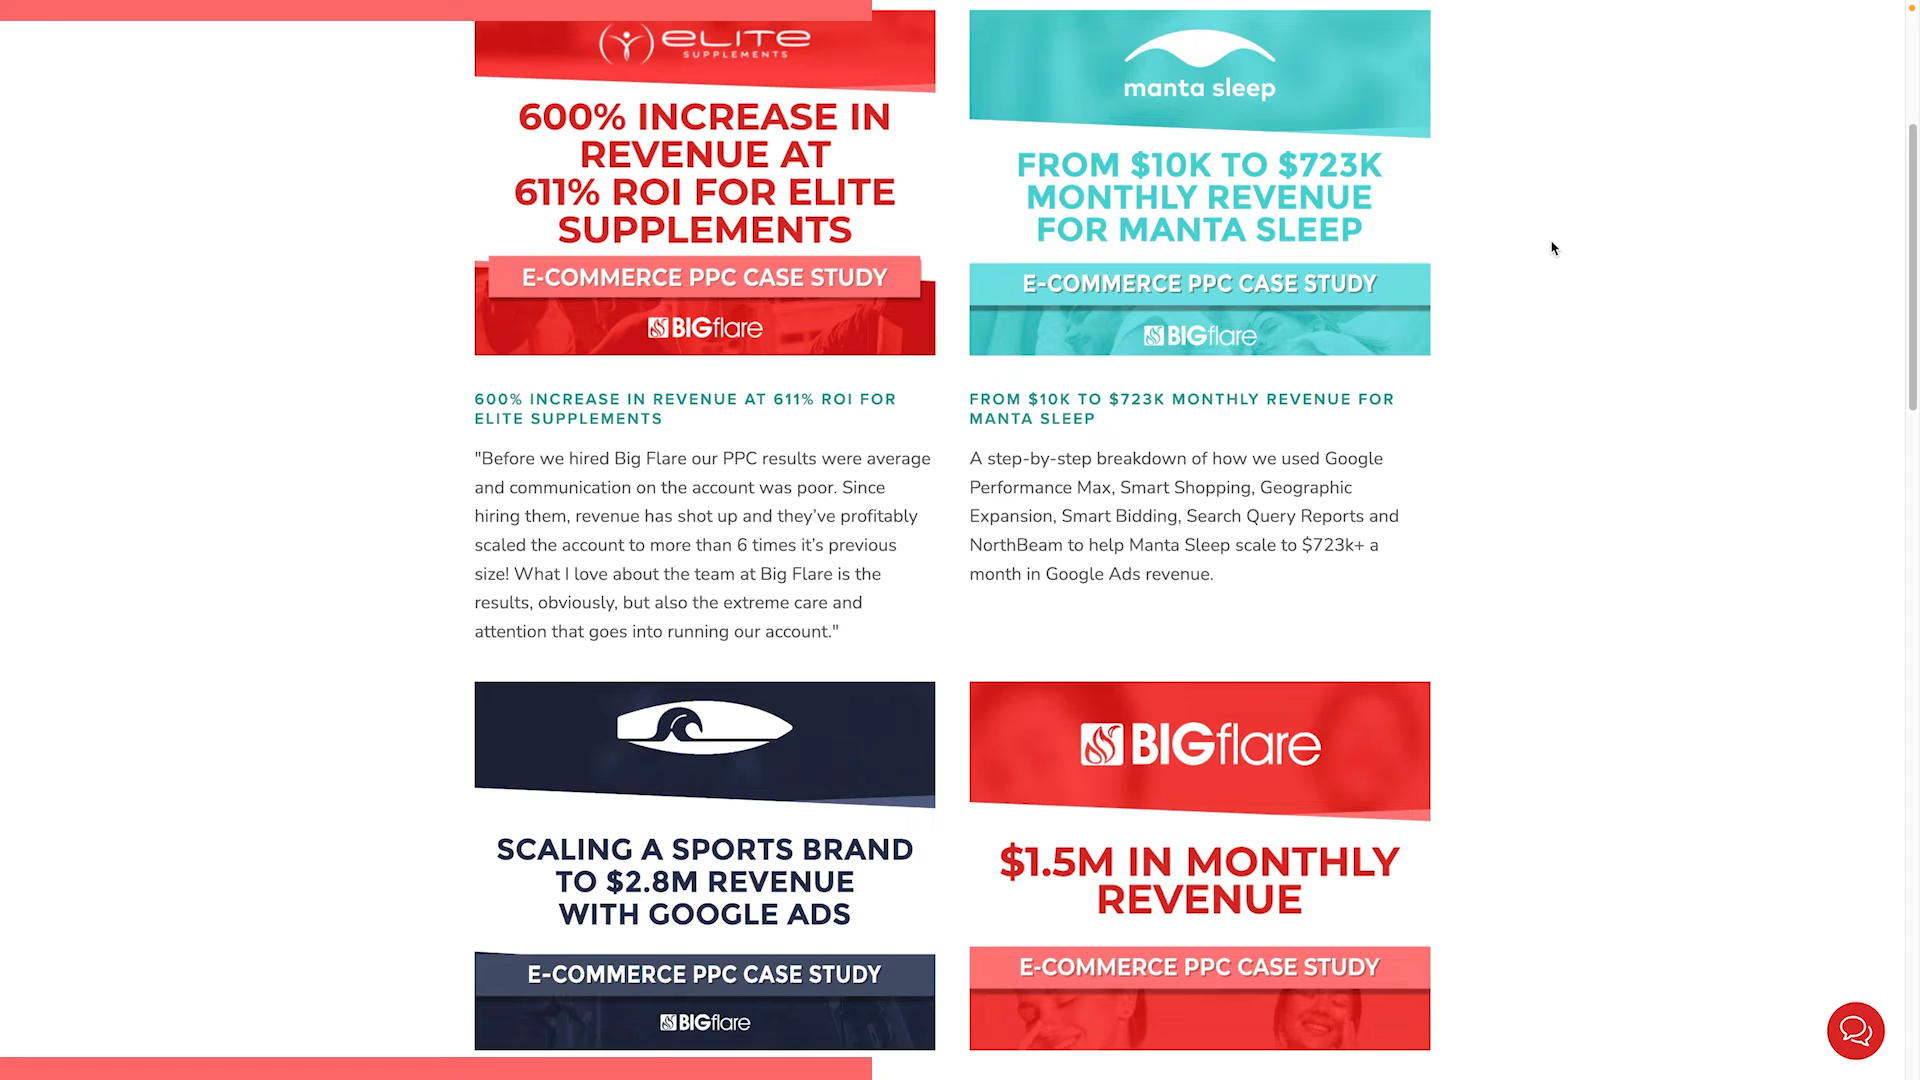 elite
SUPPLEMENTS
600% INCREASE IN
REVENUE AT
611% ROI FOR ELITE
SUPPLEMENTS
E-COMMERCE PPC CASE STUDY
BIGflare
manta sleep
FROM $10K TO $723K
MONTHLY REVENUE
FOR MANTA SLEEP
E-COMMERCE PPC CASE STUDY
BIGflare
600% INCREASE IN REVENUE AT 611% ROI FOR
ELITE SUPPLEMENTS
"Before we hired Big Flare our PPC results were average
and communication on the account was poor. Since
hiring them, revenue has shot up and they’ve profitably
scaled the account to more than 6 times it’s previous
size! What I love about the team at Big Flare is the
results, obviously, but also the extreme care and
attention that goes into running our account."
FROM $10K TO $723K MONTHLY REVENUE FOR
MANTA SLEEP
A step-by-step breakdown of how we used Google
Performance Max, Smart Shopping, Geographic
Expansion, Smart Bidding, Search Query Reports and
NorthBeam to help Manta Sleep scale to $723k+ a
month in Google Ads revenue.
SCALING A SPORTS BRAND
TO $2.8M REVENUE
WITH GOOGLE ADS
E-COMMERCE PPC CASE STUDY
BIGflare
BIGflare
$1.5M IN MONTHLY
REVENUE
E-COMMERCE PPC CASE STUDY